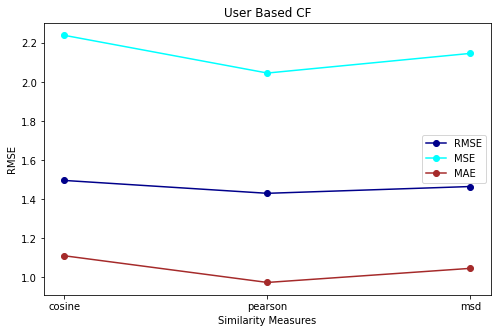 User Based CF
RMSE
2.2
2.0
1.8
1.6
1.4
1.2
1.0
RMSE
MSE
MAE
cosine
pearson
msd
Similarity Measures